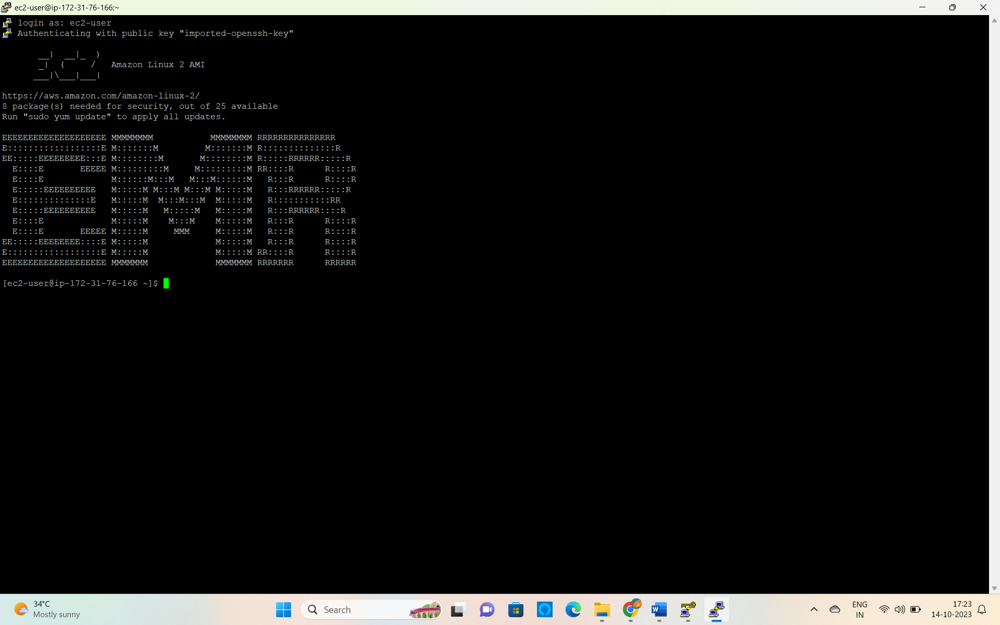 ec2-user@ip-172-31-76-166:~
login as: ec2-user
Authenticating with public key "imported-openssh-key"

       __|  __|_  )
       _|  (     /   Amazon Linux 2 AMI
      ___|\___|___|

https://aws.amazon.com/amazon-linux-2/
8 package(s) needed for security, out of 25 available
Run "sudo yum update" to apply all updates.

EEEEEEEEEEEEEEEEEEEE MMMMMMMM           MMMMMMMM RRRRRRRRRRRRRRR
E::::::::::::::::::E M:::::::M         M:::::::M R::::::::::::::R
EE:::::EEEEEEEEE:::E M::::::::M       M::::::::M R:::::RRRRRR:::::R
  E::::E       EEEEE M:::::::::M     M:::::::::M RR::::R      R::::R
  E::::E             M::::::M:::M   M:::M::::::M   R:::R      R::::R
  E:::::EEEEEEEEEE   M:::::M M:::M M:::M M:::::M   R:::RRRRRR:::::R
  E::::::::::::::E   M:::::M  M:::M:::M  M:::::M   R:::::::::::RR
  E:::::EEEEEEEEEE   M:::::M   M:::::M   M:::::M   R:::RRRRRR::::R
  E::::E             M:::::M    M:::M    M:::::M   R:::R      R::::R
  E::::E       EEEEE M:::::M     MMM     M:::::M   R:::R      R::::R
EE:::::EEEEEEEE::::E M:::::M             M:::::M   R:::R      R::::R
E::::::::::::::::::E M:::::M             M:::::M RR::::R      R::::R
EEEEEEEEEEEEEEEEEEEE MMMMMMM             MMMMMMM RRRRRRR      RRRRRR

[ec2-user@ip-172-31-76-166 ~]$
34°C
Mostly sunny
Search
ENG
IN
17:23
14-10-2023